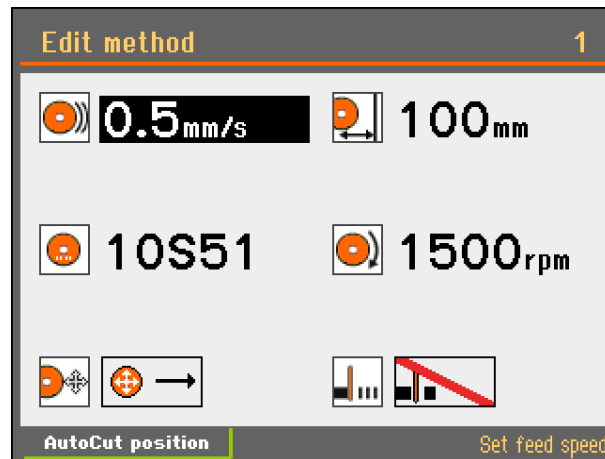 Edit method 1
0.5mm/s 100mm
10S51 1500rpm
AutoCut position Set feed speed